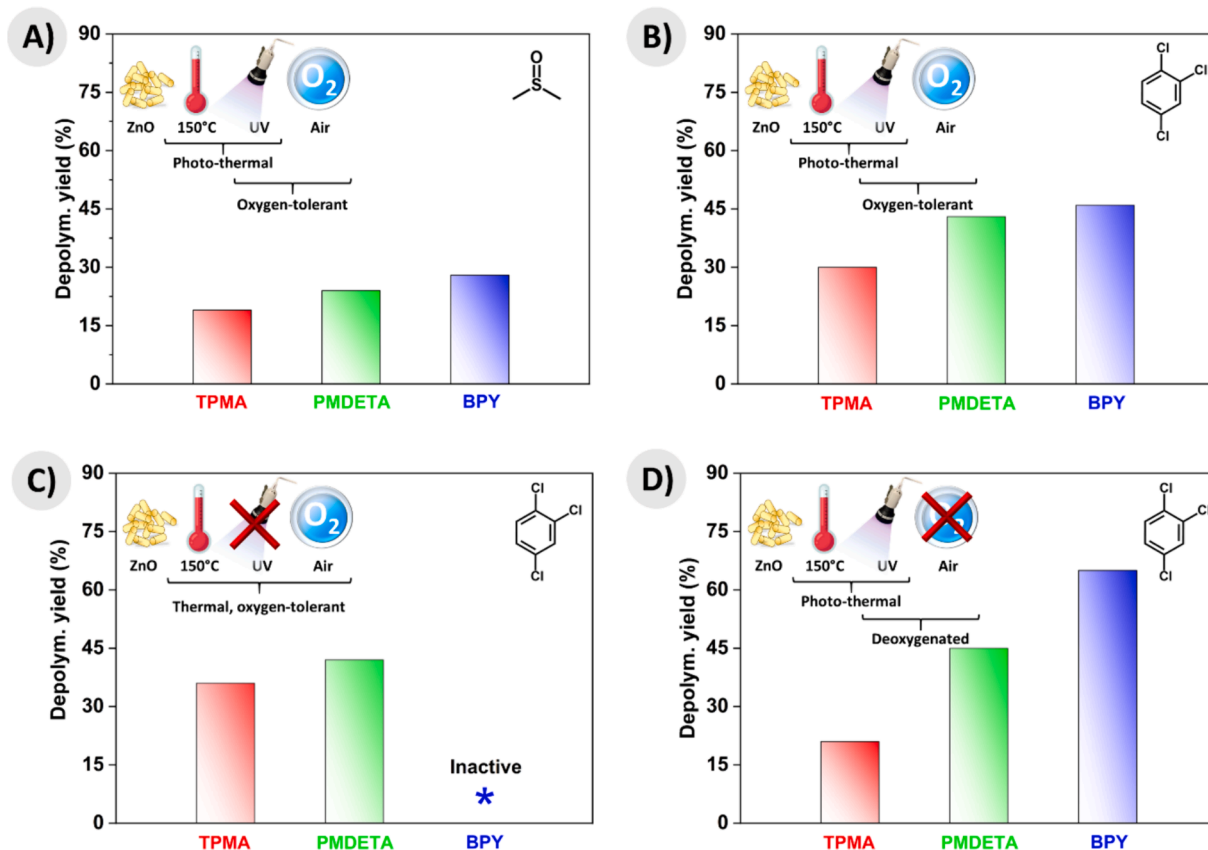 A)
Depolym. yield (%)
90
75
60
45
30
15
0
ZnO
150°C
UV
O2
Air
Photo-thermal
Oxygen-tolerant
O
S
TPMA
PMDETA
BPY
B)
Depolym. yield (%)
90
75
60
45
30
15
0
ZnO
150°C
UV
O2
Air
Photo-thermal
Oxygen-tolerant
Cl
Cl
Cl
TPMA
PMDETA
BPY
C)
Depolym. yield (%)
90
75
60
45
30
15
0
ZnO
150°C
UV
O2
Air
Thermal, oxygen-tolerant
Cl
Cl
Cl
Inactive
*
TPMA
PMDETA
BPY
D)
Depolym. yield (%)
90
75
60
45
30
15
0
ZnO
150°C
UV
O2
Air
Photo-thermal
Deoxygenated
Cl
Cl
Cl
TPMA
PMDETA
BPY